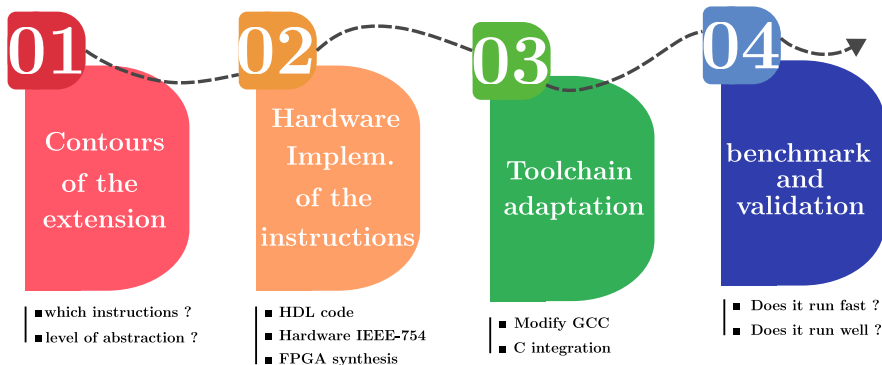 01
Contours
of the
extension
which instructions ?
level of abstraction ?
02
Hardware
Implem.
of the
instructions
HDL code
Hardware IEEE-754
FPGA synthesis
03
Toolchain
adaptation
Modify GCC
C integration
04
benchmark
and
validation
Does it run fast ?
Does it run well ?